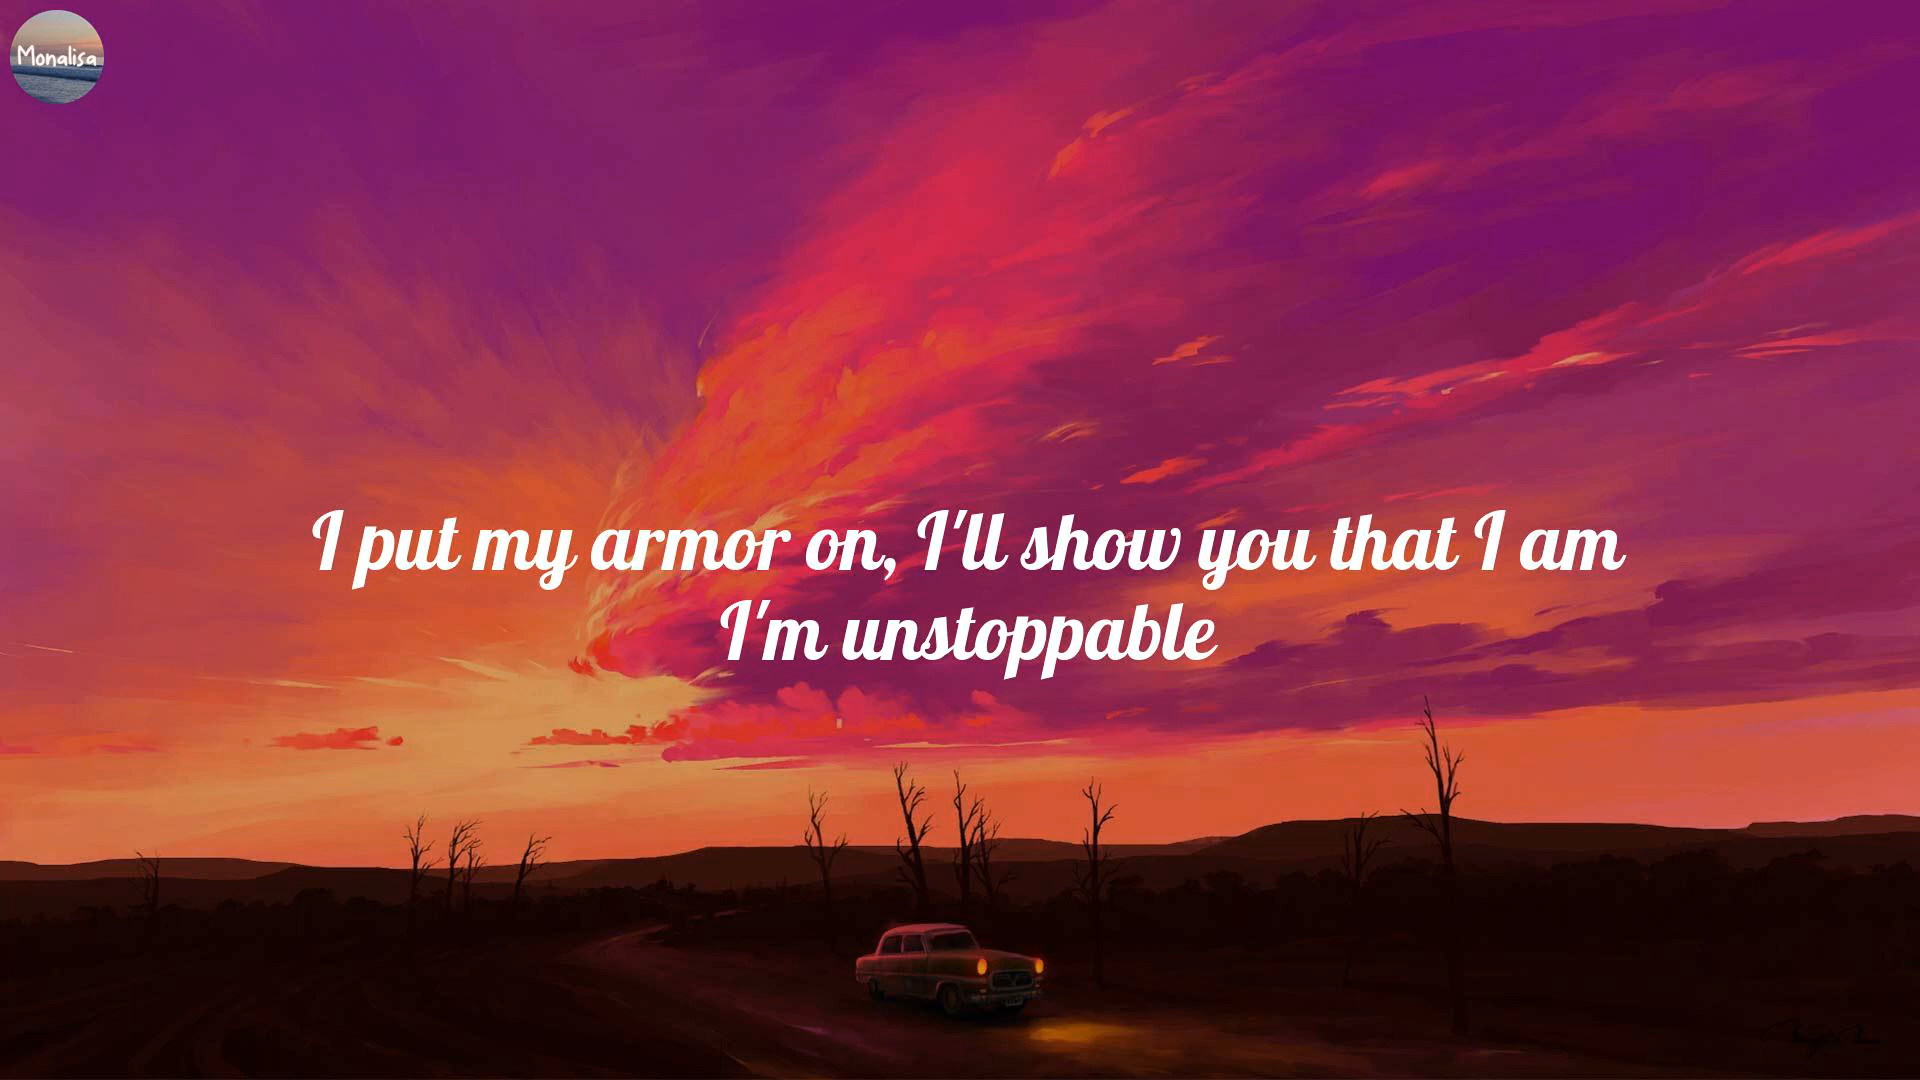 Monalisa
I put my armor on, I'll show you that I am
I'm unstoppable